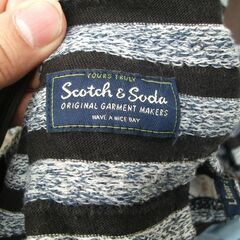 YOURS TRULY
Scotch & Soda
ORIGINAL GARMENT MAKERS
HAVE A NICE DAY